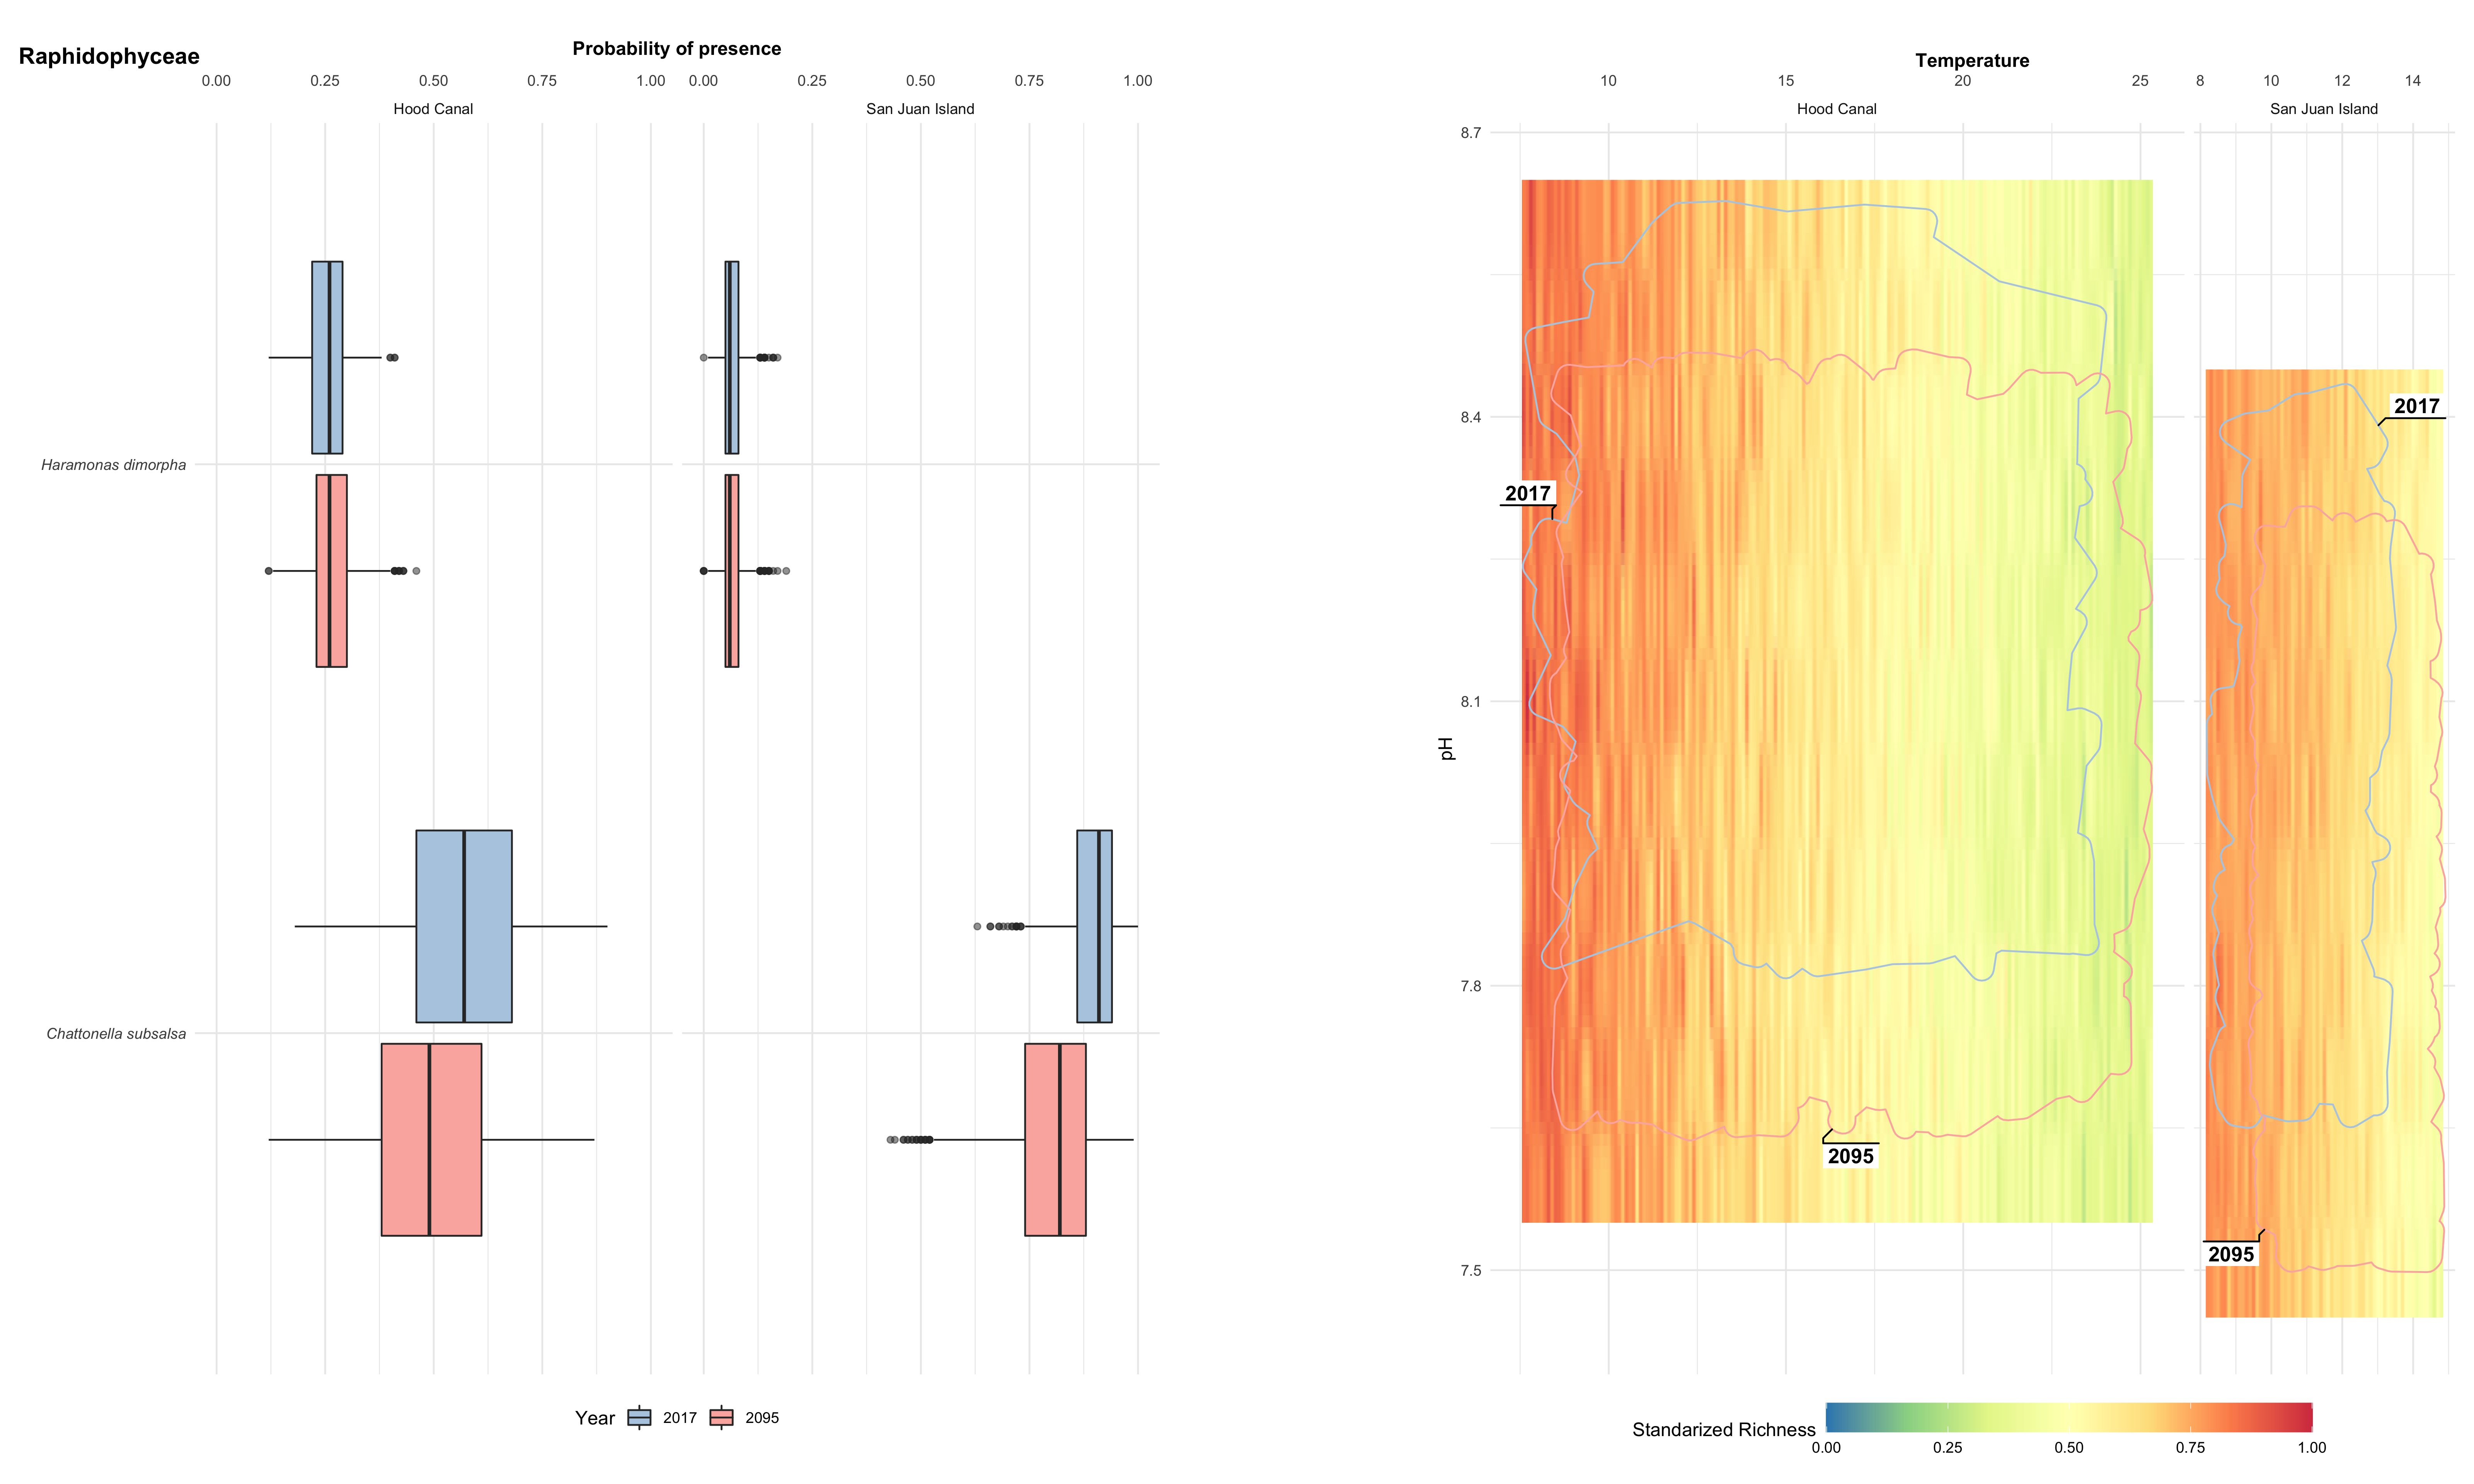 Raphidophyceae
Probability of presence
0.00 0.25 0.50 0.75 1.00 0.00 0.25 0.50 0.75 1.00
Hood Canal San Juan Island
Haramonas dimorpha
Chattonella subsalsa
Year 2017 2095
Temperature
10 15 20 25 8 10 12 14
Hood Canal San Juan Island
8.7
8.4
8.1
7.8
7.5
pH
2017
2017
2095
2095
Standarized Richness
0.00 0.25 0.50 0.75 1.00